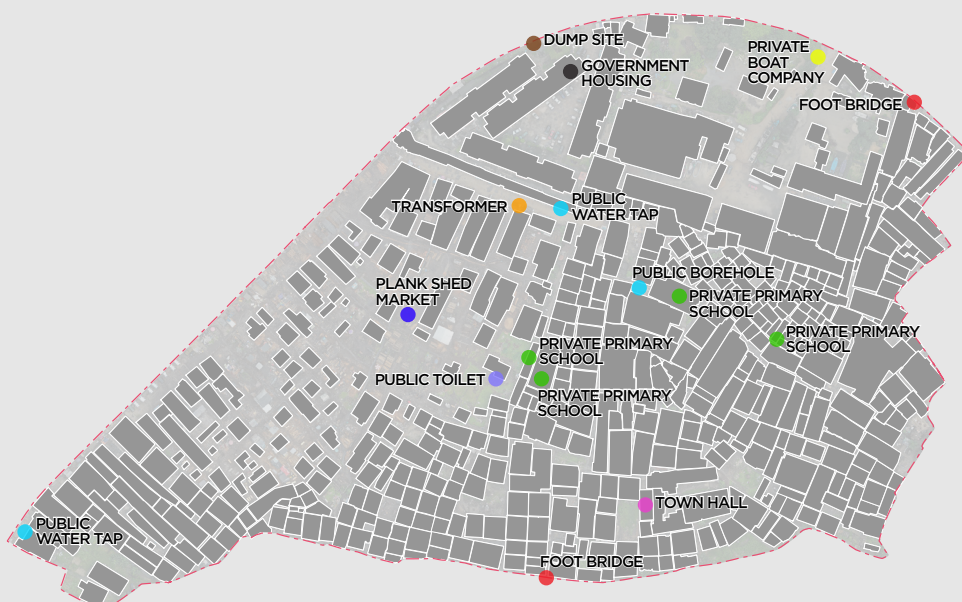 DUMP SITE
GOVERNMENT
HOUSING
PRIVATE
BOAT
COMPANY
FOOT BRIDGE
TRANSFORMER
PUBLIC
WATER TAP
PUBLIC BOREHOLE
PLANK SHED
MARKET
PRIVATE PRIMARY
SCHOOL
PRIVATE PRIMARY
SCHOOL
PRIVATE PRIMARY
SCHOOL
PUBLIC TOILET
PRIVATE PRIMARY
SCHOOL
TOWN HALL
PUBLIC
WATER TAP
FOOT BRIDGE